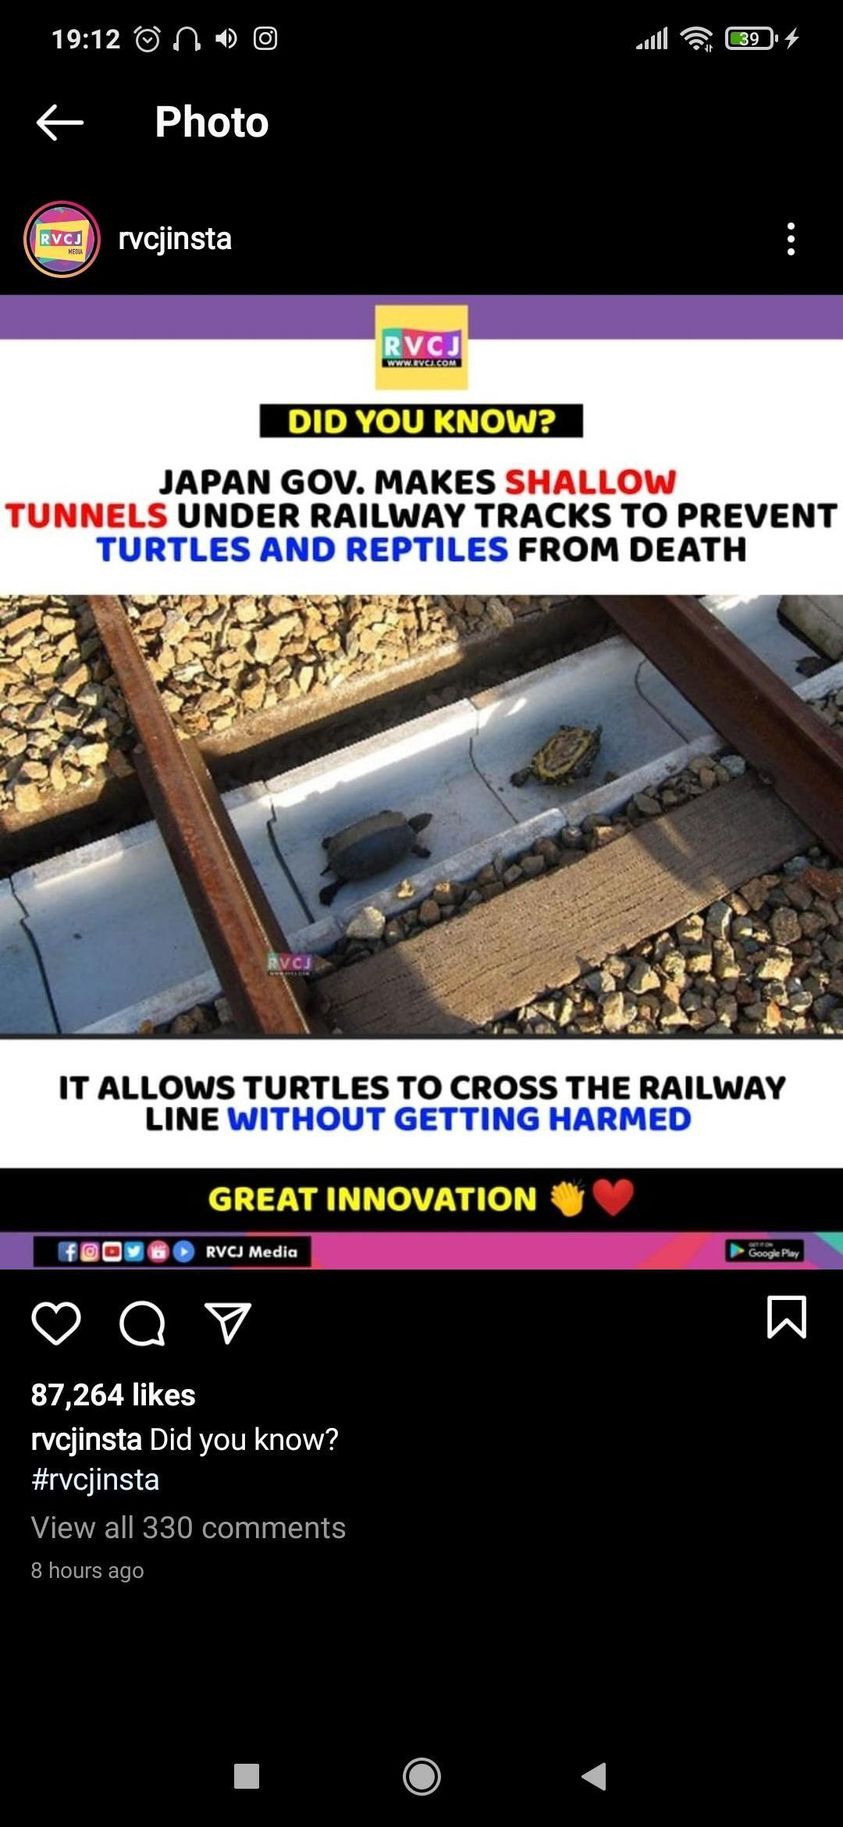 19:12
39
Photo
RVCJ
MEDIA
rvcjinsta
RVCJ
WWW.RVCJ.COM
DID YOU KNOW?
JAPAN GOV. MAKES SHALLOW
TUNNELS UNDER RAILWAY TRACKS TO PREVENT
TURTLES AND REPTILES FROM DEATH
RVCJ
IT ALLOWS TURTLES TO CROSS THE RAILWAY
LINE WITHOUT GETTING HARMED
GREAT INNOVATION 👏❤️
RVCJ Media
GET IT ON
Google Play
87,264 likes
rvcjinsta Did you know?
#rvcjinsta
View all 330 comments
8 hours ago